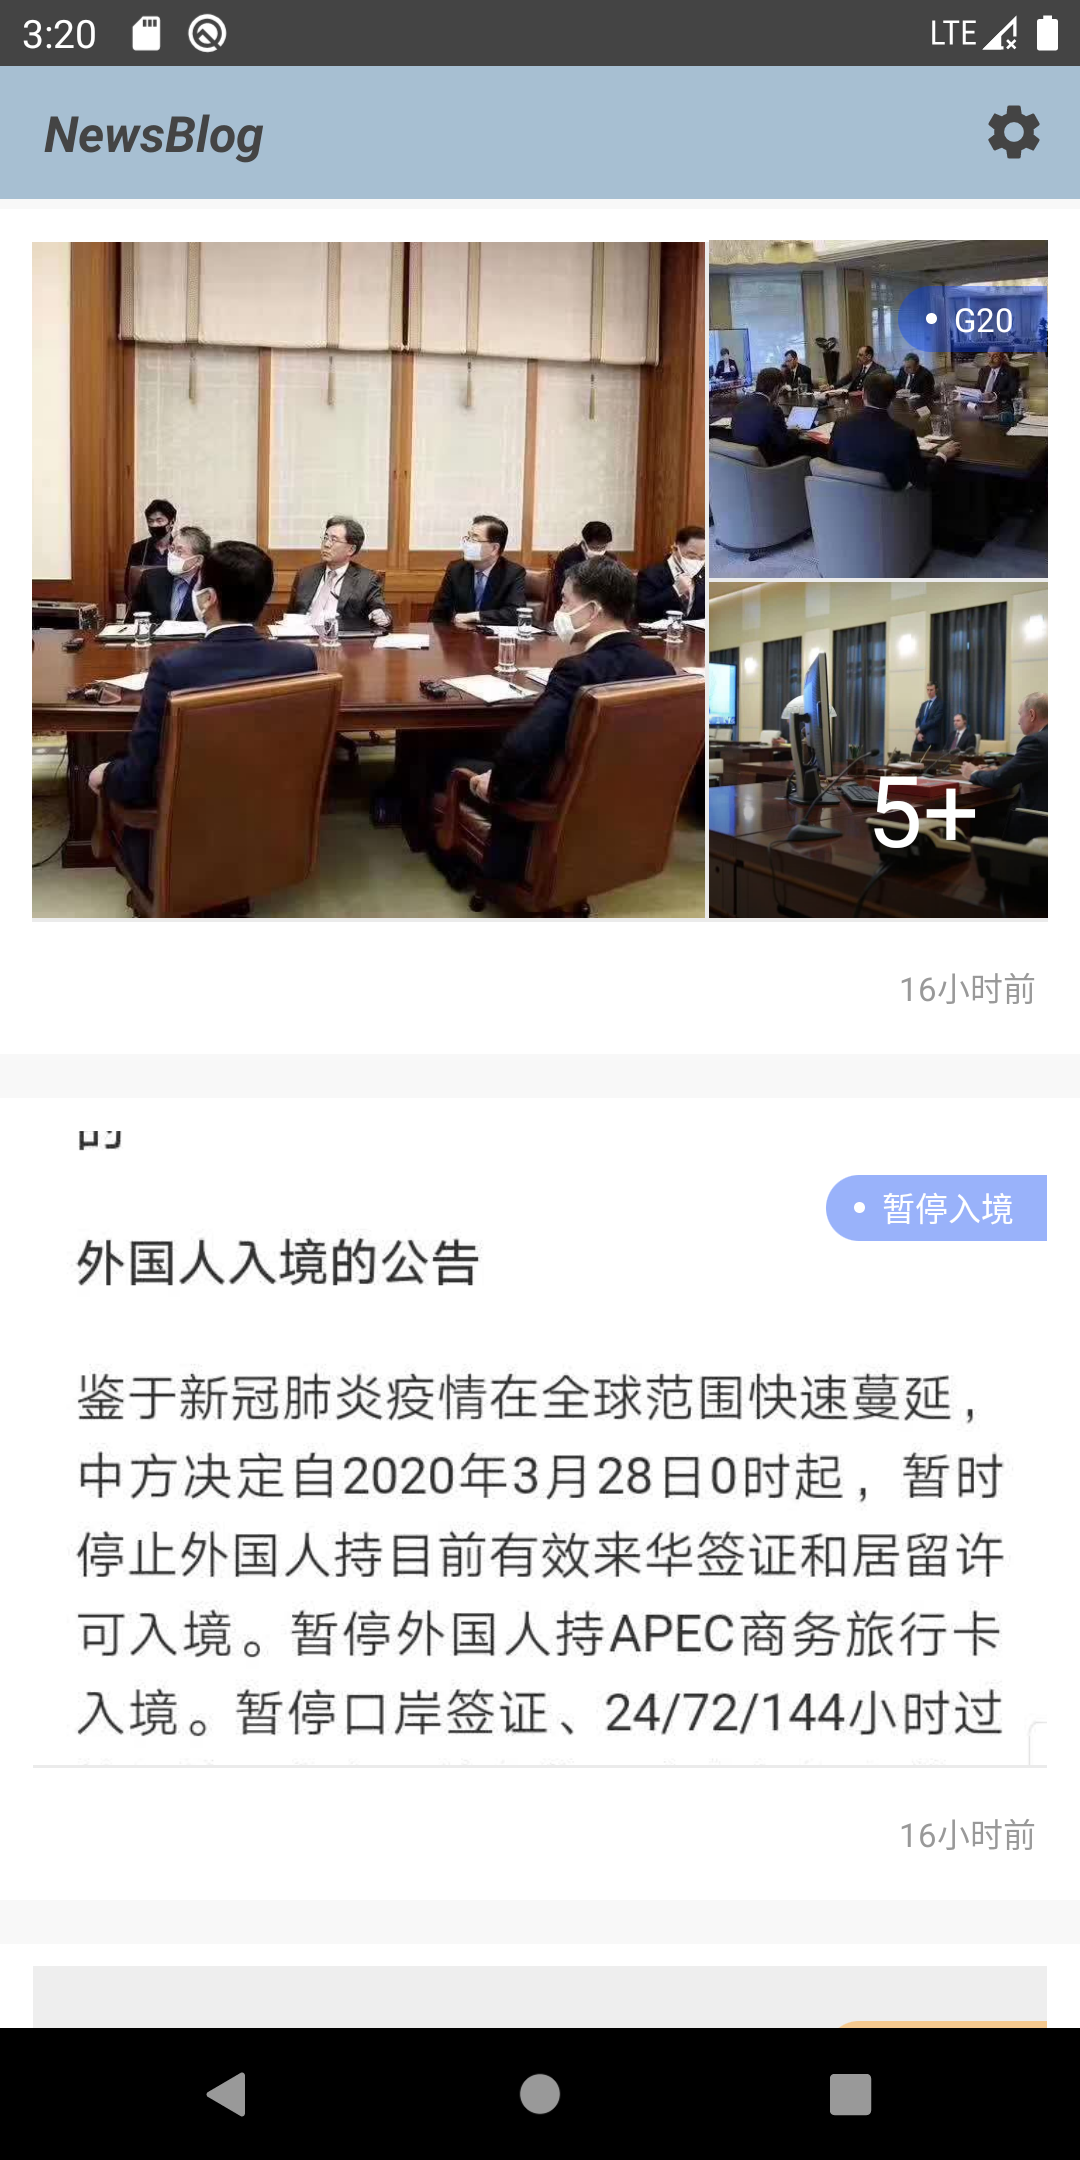 3:20 LTE
NewsBlog
G20
5+
16小时前
暂停入境
外国人入境的公告
鉴于新冠肺炎疫情在全球范围快速蔓延，
中方决定自2020年3月28日0时起，暂时
停止外国人持目前有效来华签证和居留许
可入境。暂停外国人持APEC商务旅行卡
入境。暂停口岸签证、24/72/144小时过
16小时前